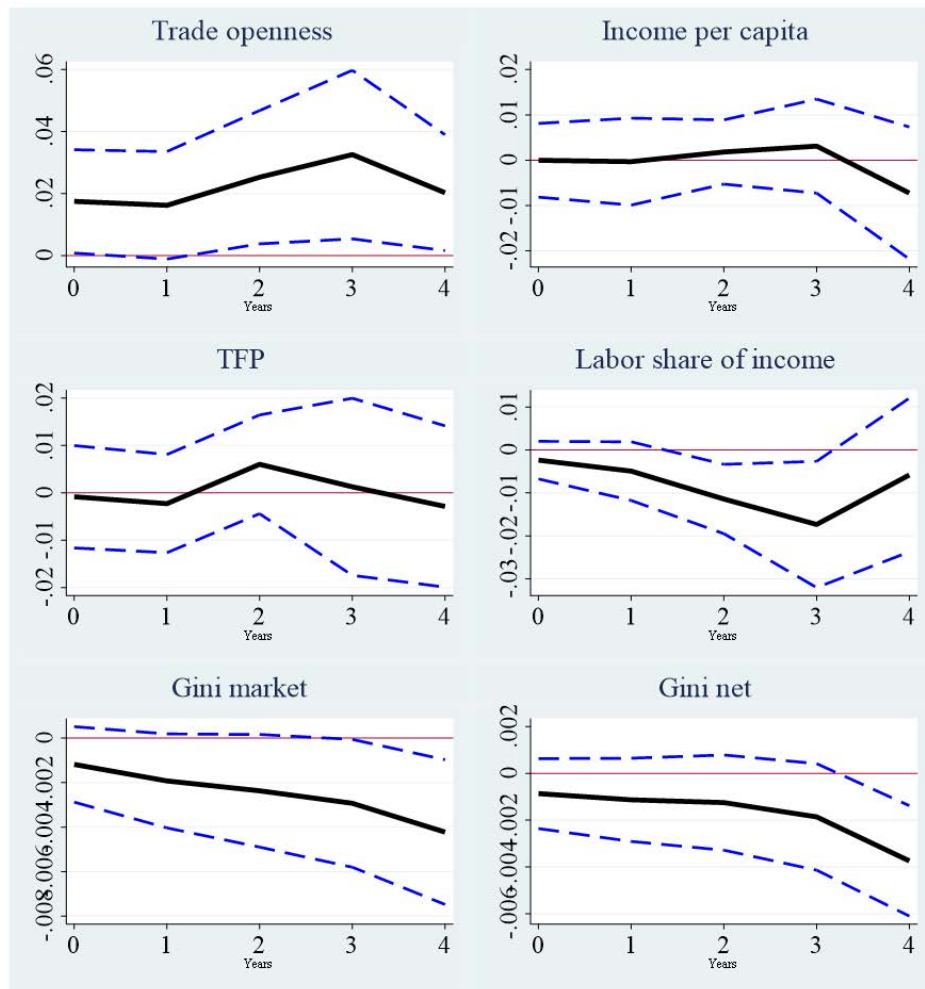 Trade openness
.06
.04
.02
0
0 1 2 3 4
Years
Income per capita
.02
.01
0
-.01
-.02
0 1 2 3 4
Years
TFP
.02
.01
0
-.01
-.02
0 1 2 3 4
Years
Labor share of income
.01
0
-.01
-.02
-.03
0 1 2 3 4
Years
Gini market
0
-.002
-.004
-.006
-.008
0 1 2 3 4
Years
Gini net
.002
0
-.002
-.004
-.006
0 1 2 3 4
Years